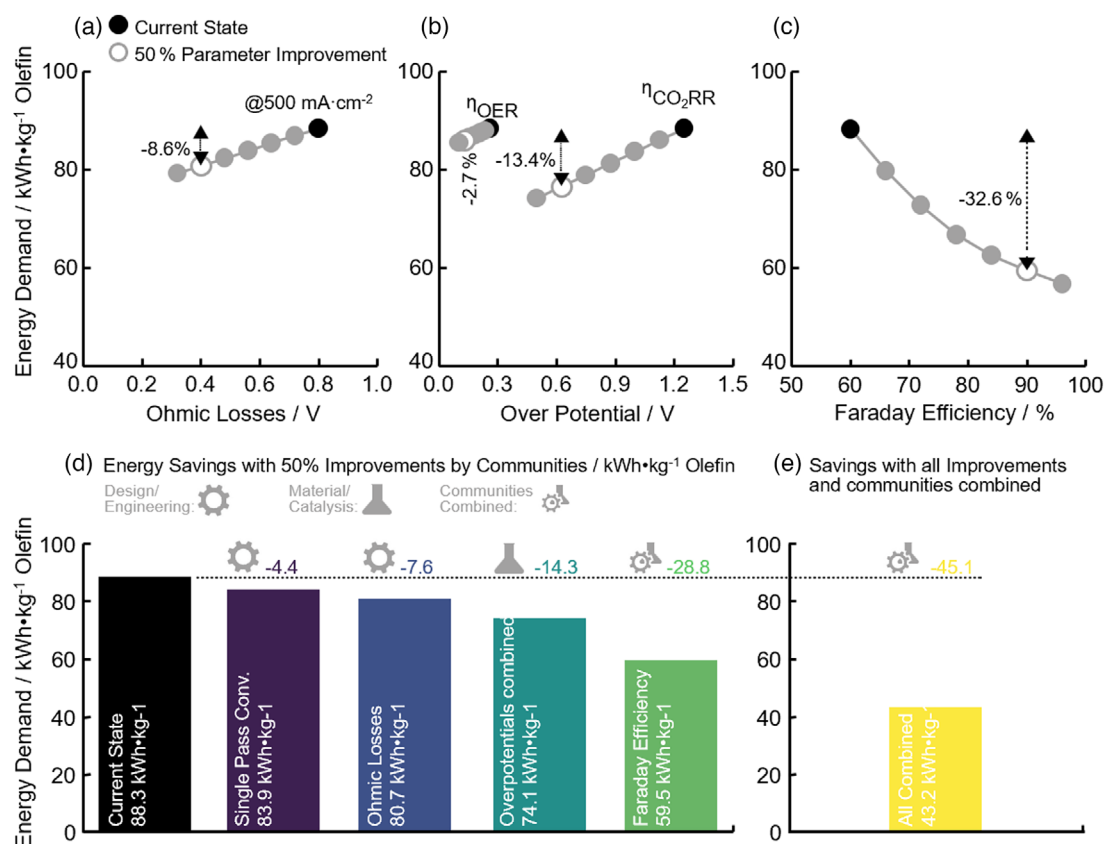 (a) Current State
50 % Parameter Improvement
(b)
(c)
Energy Demand / kWh•kg⁻¹ Olefin
100
80
60
40
@500 mA·cm⁻²
-8.6%
0.0 0.2 0.4 0.6 0.8 1.0
Ohmic Losses / V
100
80
60
40
ηOER
ηCO₂RR
-2.7 %
-13.4%
0.0 0.3 0.6 0.9 1.2 1.5
Over Potential / V
100
80
60
40
-32.6 %
50 60 70 80 90 100
Faraday Efficiency / %
(d) Energy Savings with 50% Improvements by Communities / kWh•kg⁻¹ Olefin
Design/
Engineering:
Material/
Catalysis:
Communities
Combined:
Energy Demand / kWh•kg⁻¹ Olefin
100
80
60
40
20
0
-4.4
-7.6
-14.3
-28.8
Current State
88.3 kWh•kg-1
Single Pass Conv.
83.9 kWh•kg-1
Ohmic Losses
80.7 kWh•kg-1
Overpotentials combined
74.1 kWh•kg-1
Faraday Efficiency
59.5 kWh•kg-1
(e) Savings with all Improvements
and communities combined
100
80
60
40
20
0
-45.1
All Combined
43.2 kWh•kg-1